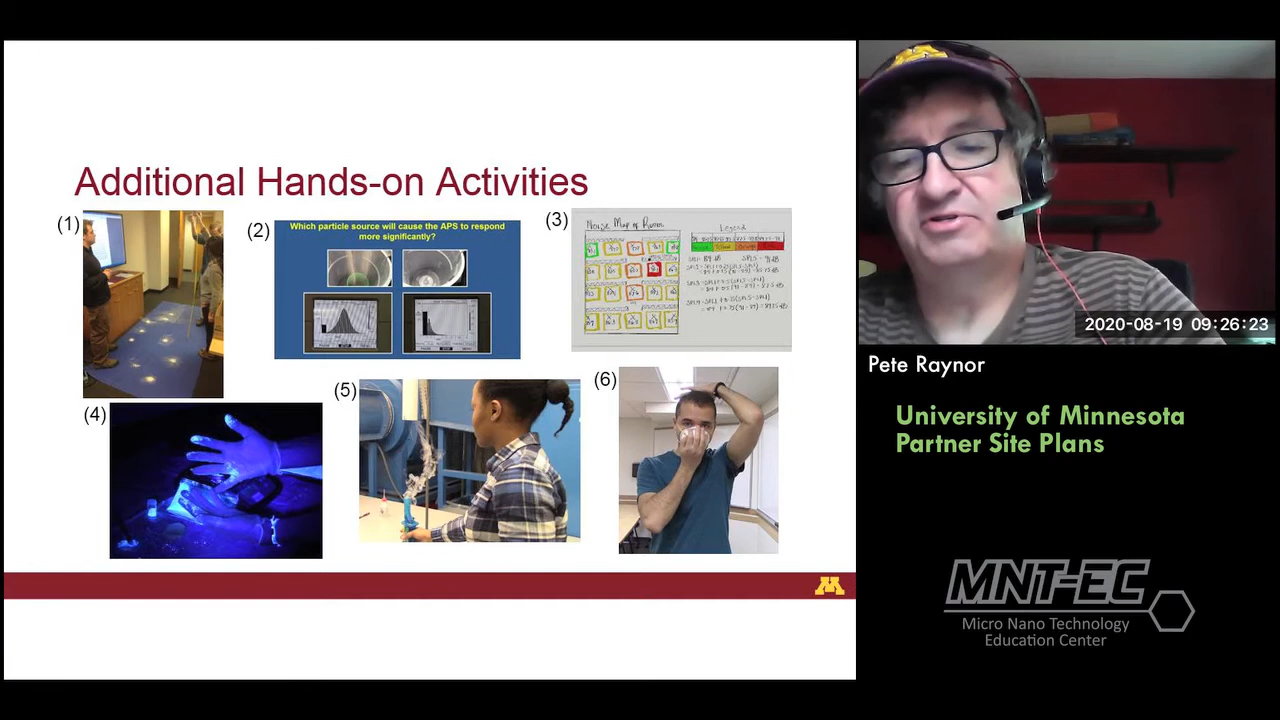 Additional Hands-on Activities
(1)
(2)
Which particle source will cause the APS to respond
more significantly?
(3)
Noise Map of Room
Legend
(4)
(5)
(6)
M
2020-08-19 09:26:23
Pete Raynor
University of Minnesota
Partner Site Plans
MNT-EC
Micro Nano Technology
Education Center